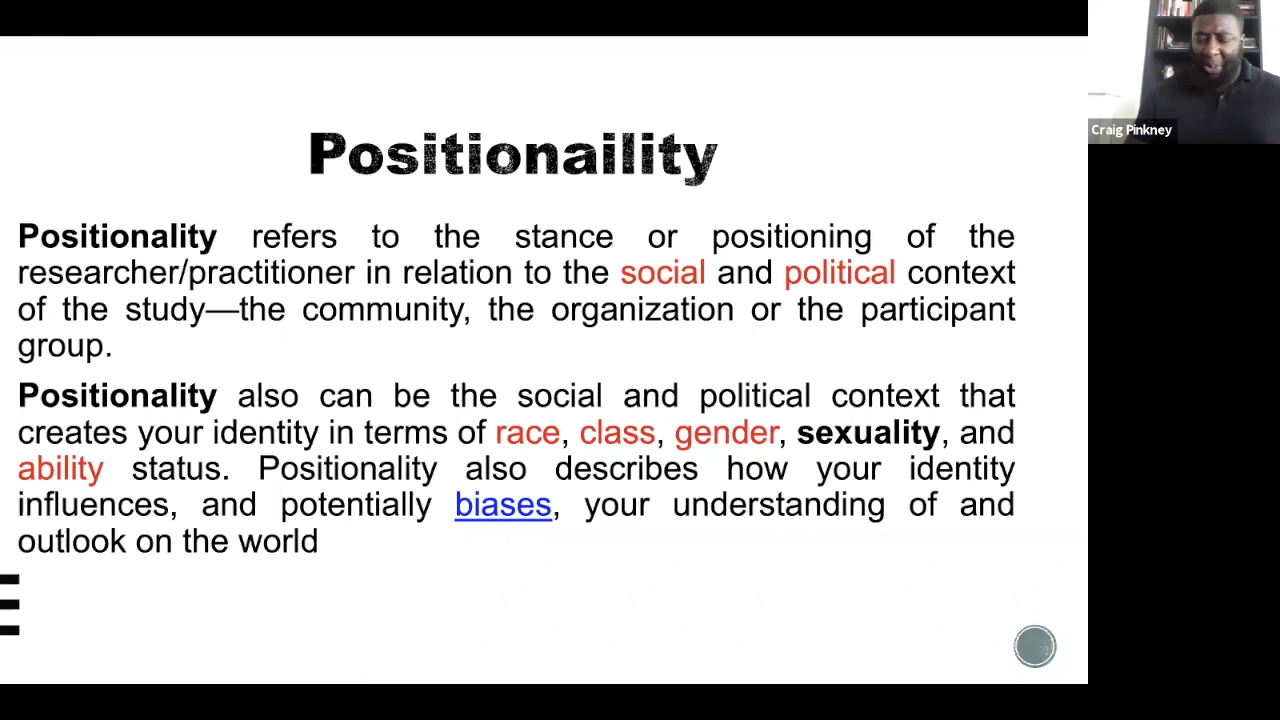 Positionaility
Positionality refers to the stance or positioning of the
researcher/practitioner in relation to the social and political context
of the study—the community, the organization or the participant
group.
Positionality also can be the social and political context that
creates your identity in terms of race, class, gender, sexuality, and
ability status. Positionality also describes how your identity
influences, and potentially biases, your understanding of and
outlook on the world
Craig Pinkney